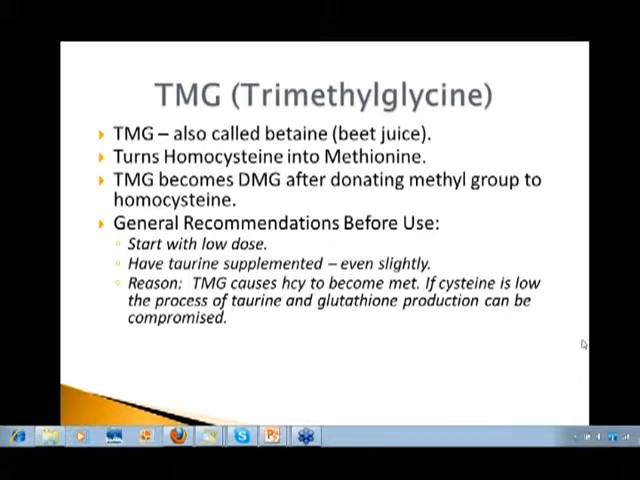 TMG (Trimethylglycine)
TMG – also called betaine (beet juice).
Turns Homocysteine into Methionine.
TMG becomes DMG after donating methyl group to
homocysteine.
General Recommendations Before Use:
Start with low dose.
Have taurine supplemented – even slightly.
Reason: TMG causes hcy to become met. If cysteine is low
the process of taurine and glutathione production can be
compromised.